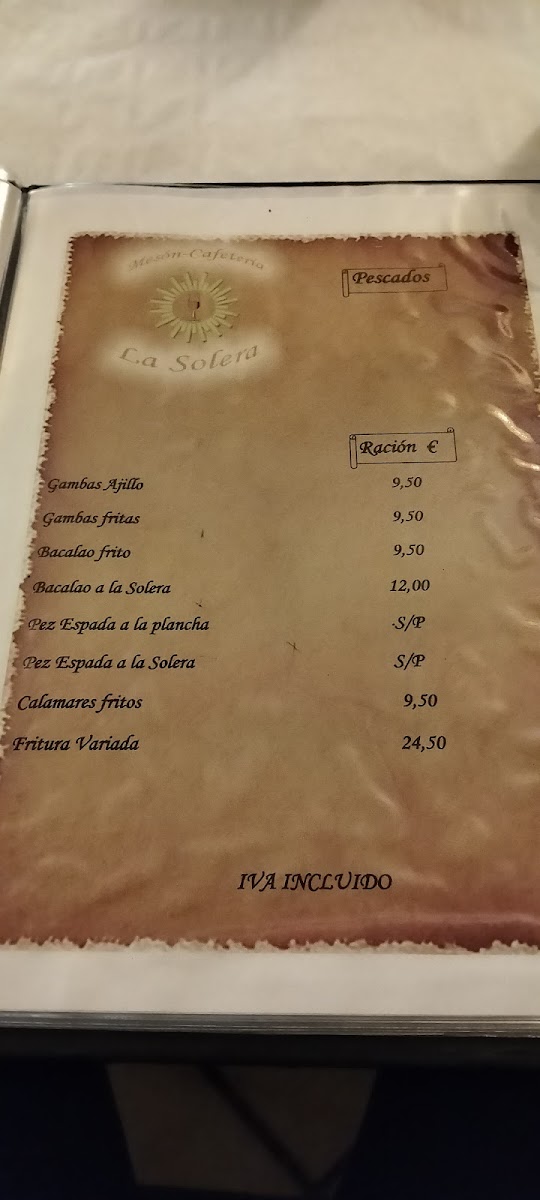 Mesón-Cafetería
La Solera
Pescados
Ración €
Gambas Ajillo 9,50
Gambas fritas 9,50
Bacalao frito 9,50
Bacalao a la Solera 12,00
Pez Espada a la plancha S/P
Pez Espada a la Solera S/P
Calamares fritos 9,50
Fritura Variada 24,50
IVA INCLUIDO